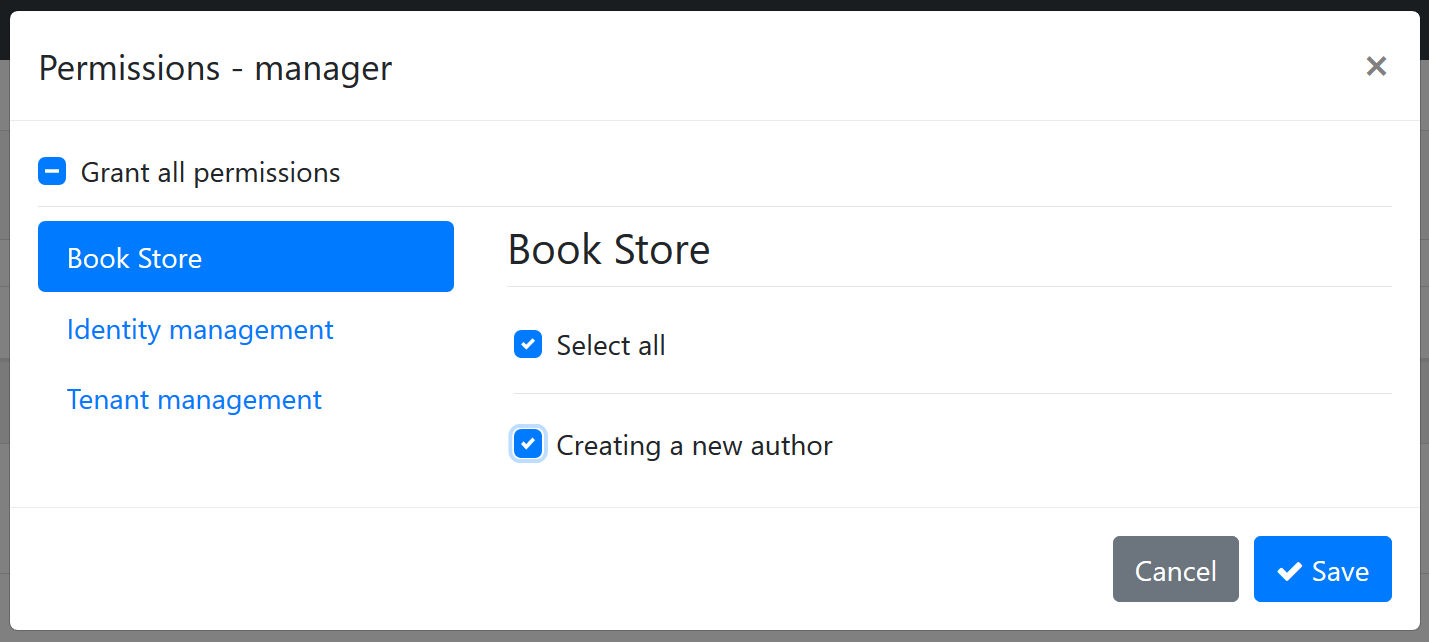 Permissions - manager
Grant all permissions
Book Store
Identity management
Tenant management
Book Store
Select all
Creating a new author
Cancel
Save